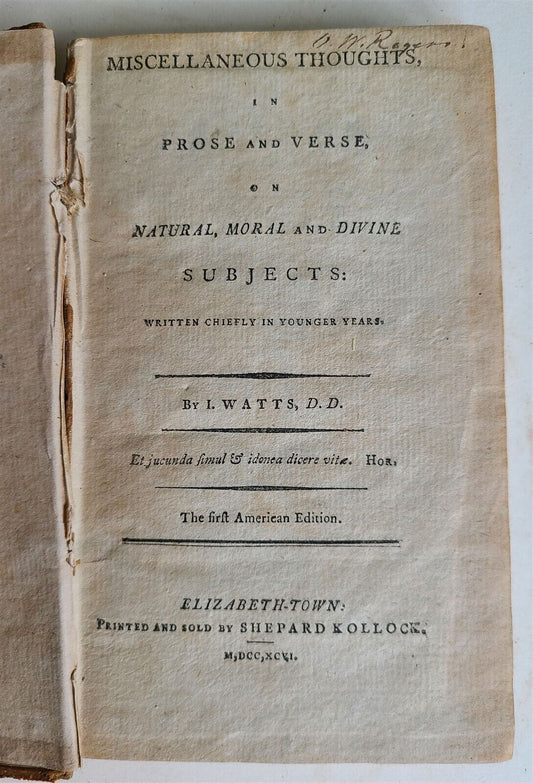 O. W. Rogers
MISCELLANEOUS THOUGHTS,
IN
PROSE AND VERSE,
ON
NATURAL, MORAL AND DIVINE
SUBJECTS:
WRITTEN CHIEFLY IN YOUNGER YEARS.
By I. WATTS, D. D.
Et jucunda ſimul & idonea dicere vitæ. HOR.
The firſt American Edition.
ELIZABETH-TOWN:
PRINTED AND SOLD BY SHEPARD KOLLOCK.
M,DCC,XCVI.